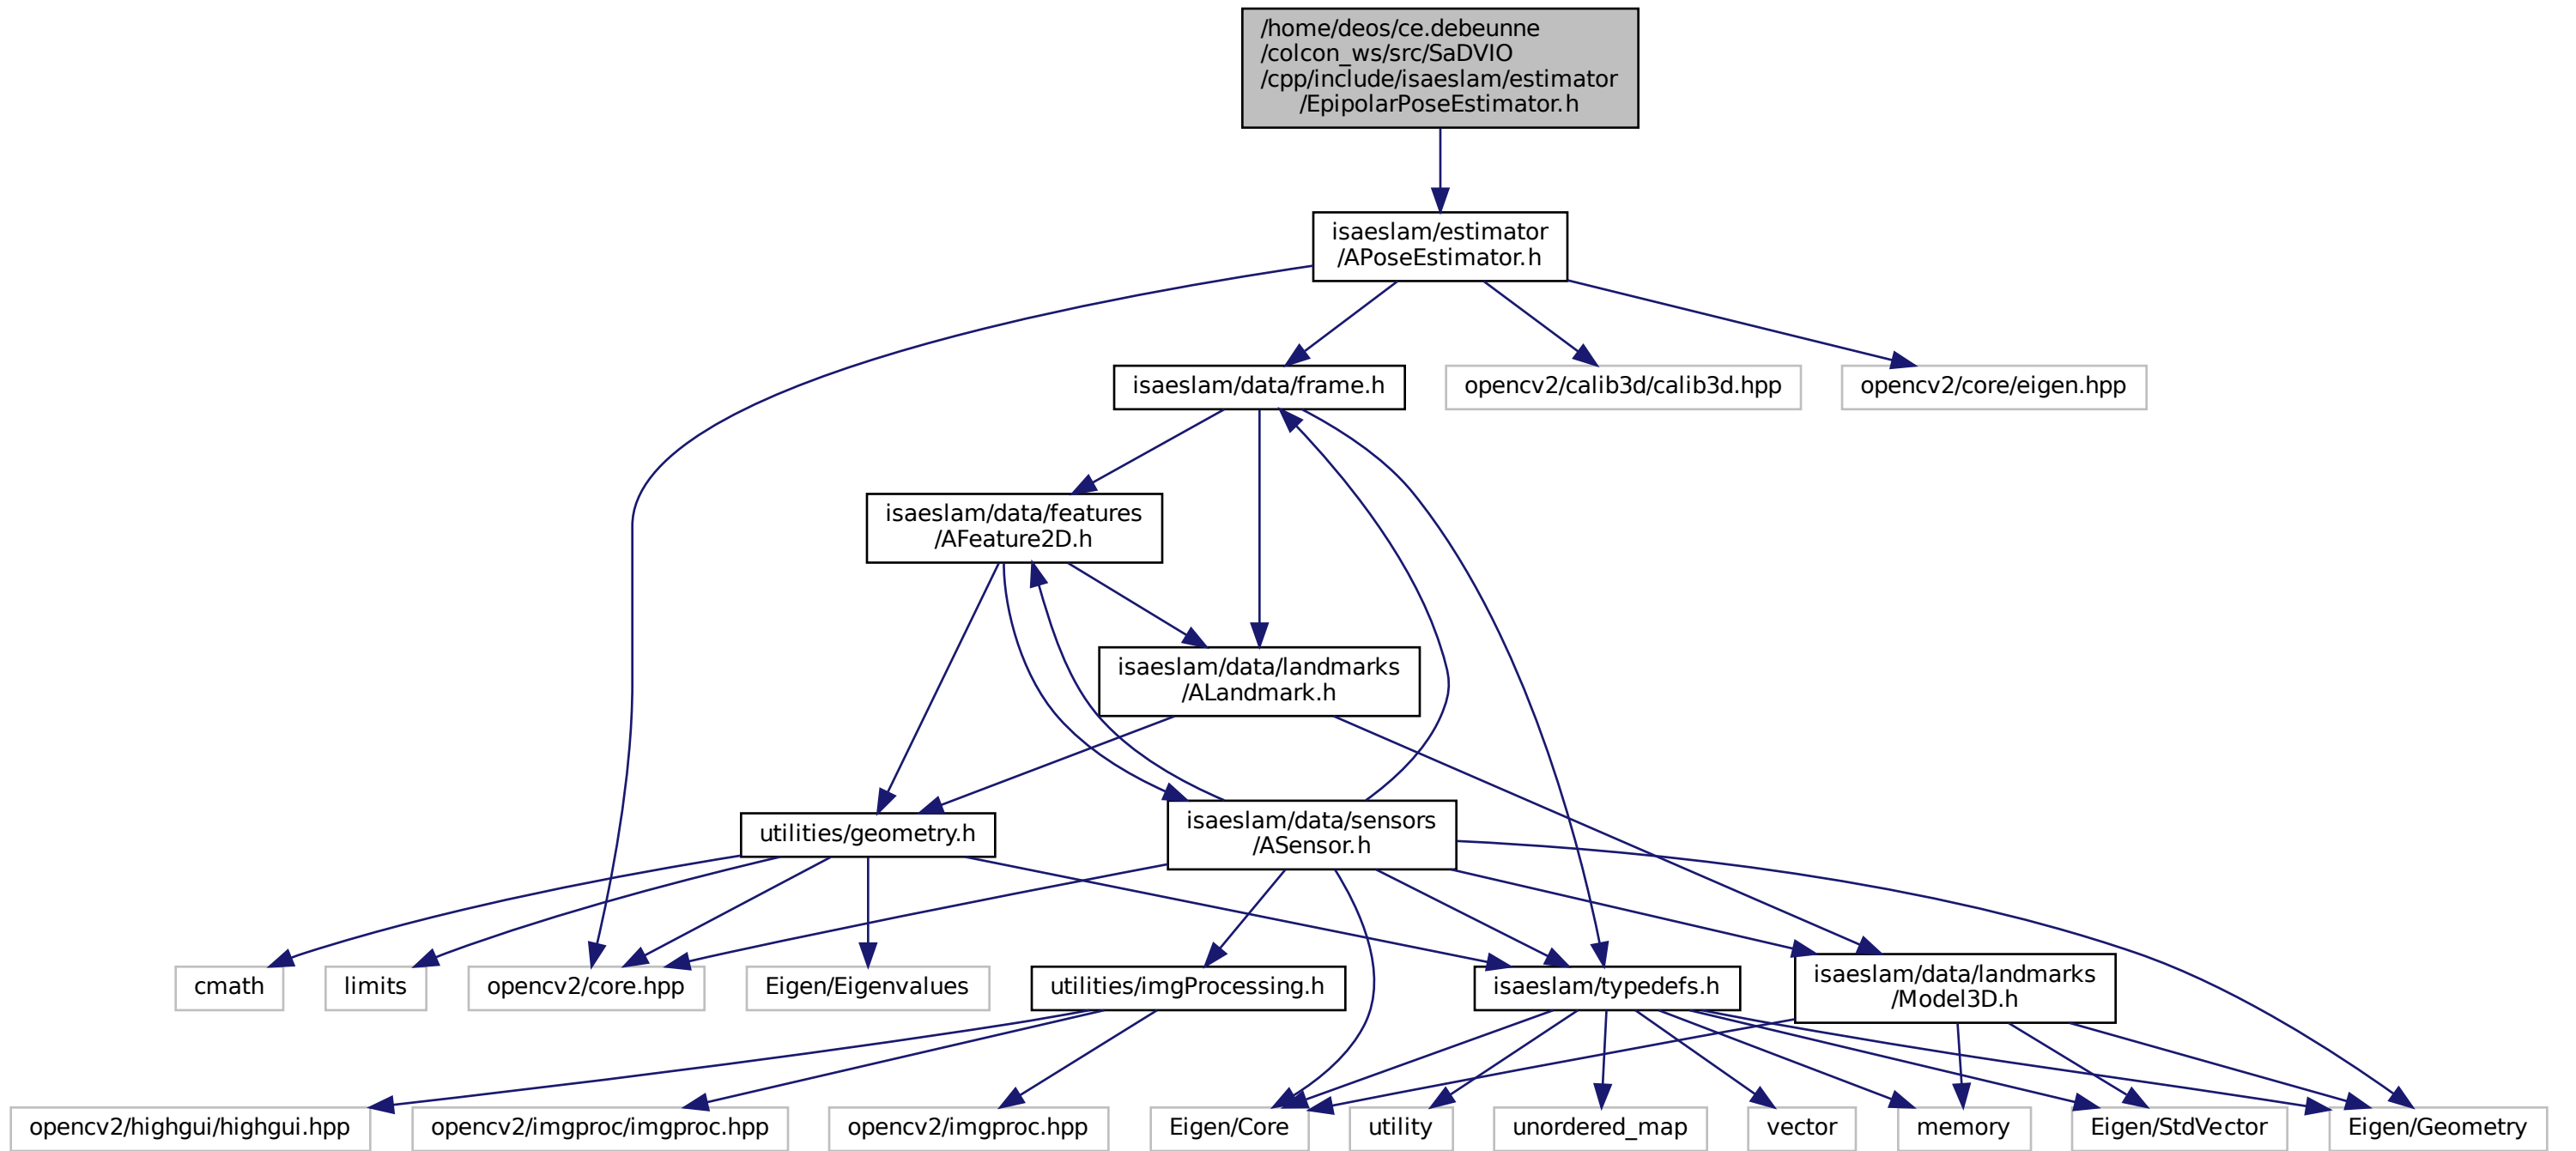 /home/deos/ce.debeunne
/colcon_ws/src/SaDVIO
/cpp/include/isaeslam/estimator
/EpipolarPoseEstimator.h
isaeslam/estimator
/APoseEstimator.h
isaeslam/data/frame.h
opencv2/calib3d/calib3d.hpp
opencv2/core/eigen.hpp
isaeslam/data/features
/AFeature2D.h
isaeslam/data/landmarks
/ALandmark.h
utilities/geometry.h
isaeslam/data/sensors
/ASensor.h
cmath
limits
opencv2/core.hpp
Eigen/Eigenvalues
utilities/imgProcessing.h
isaeslam/typedefs.h
isaeslam/data/landmarks
/Model3D.h
opencv2/highgui/highgui.hpp
opencv2/imgproc/imgproc.hpp
opencv2/imgproc.hpp
Eigen/Core
utility
unordered_map
vector
memory
Eigen/StdVector
Eigen/Geometry